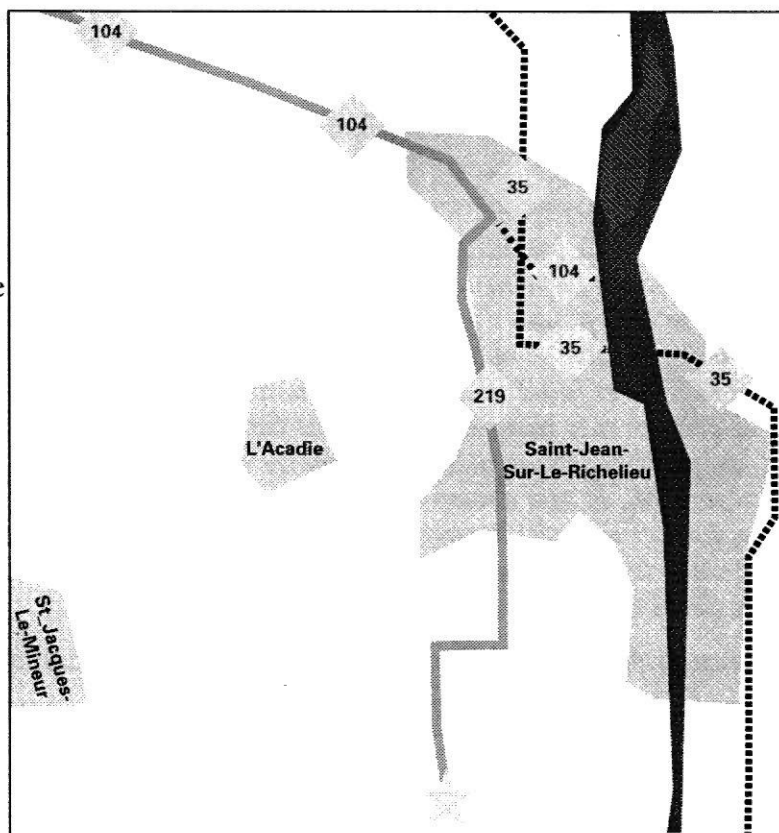 104
104
35
104
35
35
219
L'Acadie
Saint-Jean-
Sur-Le-Richelieu
St_Jacques-
Le-Mineur